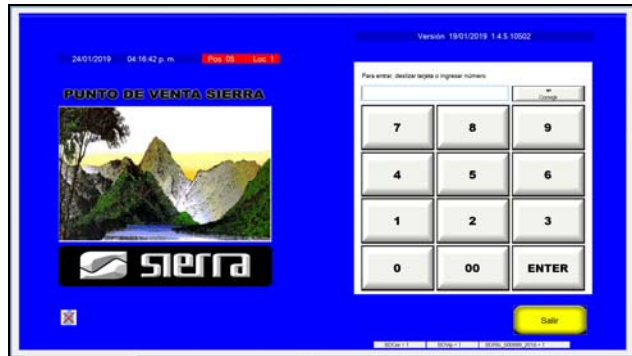 Versión 19/01/2019 1.4.5.10502
24/01/2019 04:16:42 p. m. Pos 05 Loc 1
PUNTO DE VENTA SIERRA
Para entrar, deslizar tarjeta o ingresar número:
Corregir
7 8 9
4 5 6
1 2 3
0 00 ENTER
sierra
Salir